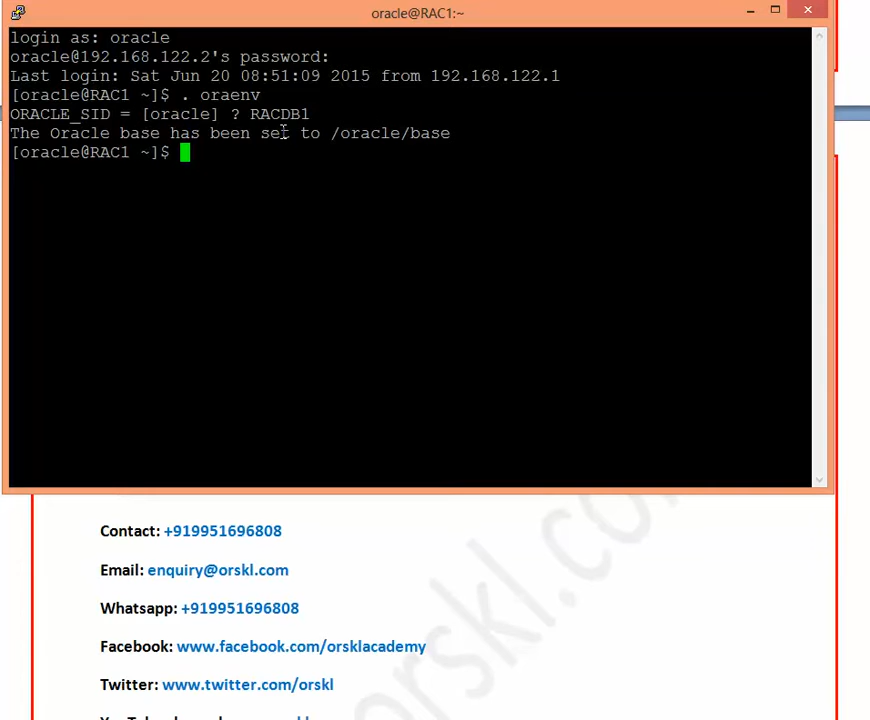 oracle@RAC1:~
login as: oracle
oracle@192.168.122.2's password:
Last login: Sat Jun 20 08:51:09 2015 from 192.168.122.1
[oracle@RAC1 ~]$ . oraenv
ORACLE_SID = [oracle] ? RACDB1
The Oracle base has been set to /oracle/base
[oracle@RAC1 ~]$
Contact: +919951696808
Email: enquiry@orskl.com
Whatsapp: +919951696808
Facebook: www.facebook.com/orsklacademy
Twitter: www.twitter.com/orskl
orskl.com